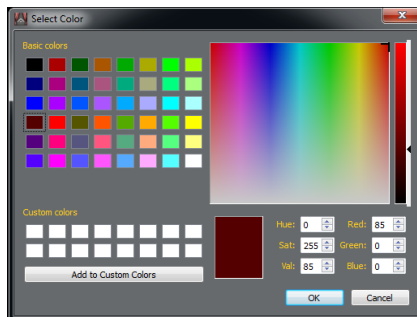 Select Color
Basic colors
Custom colors
Add to Custom Colors
Hue: 0 Red: 85
Sat: 255 Green: 0
Val: 85 Blue: 0
OK Cancel